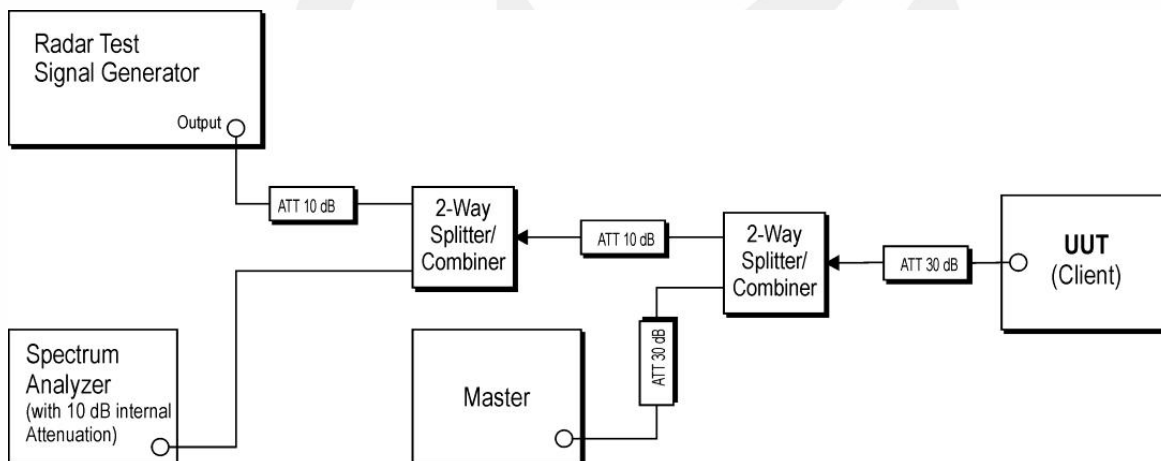 Radar Test
Signal Generator
Output
ATT 10 dB
2-Way
Splitter/
Combiner
ATT 10 dB
2-Way
Splitter/
Combiner
ATT 30 dB
UUT
(Client)
ATT 30 dB
Spectrum
Analyzer
(with 10 dB internal
Attenuation)
Master